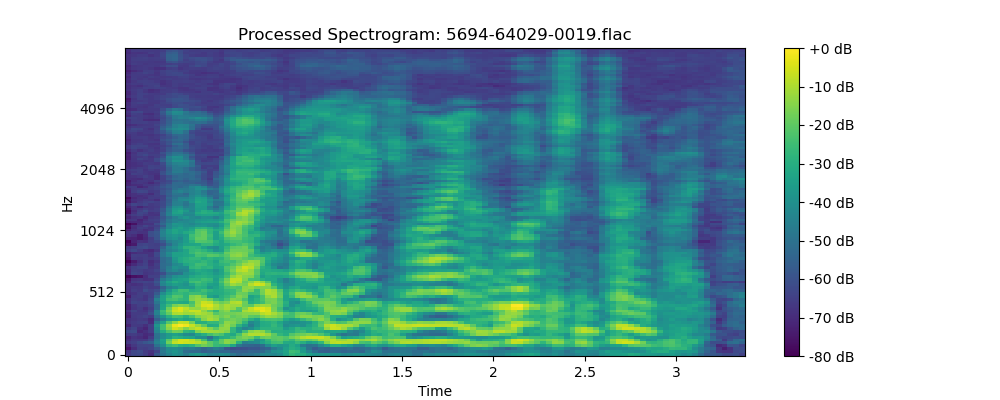 Processed Spectrogram: 5694-64029-0019.flac
Hz
4096
2048
1024
512
0
0 0.5 1 1.5 2 2.5 3
Time
+0 dB
-10 dB
-20 dB
-30 dB
-40 dB
-50 dB
-60 dB
-70 dB
-80 dB